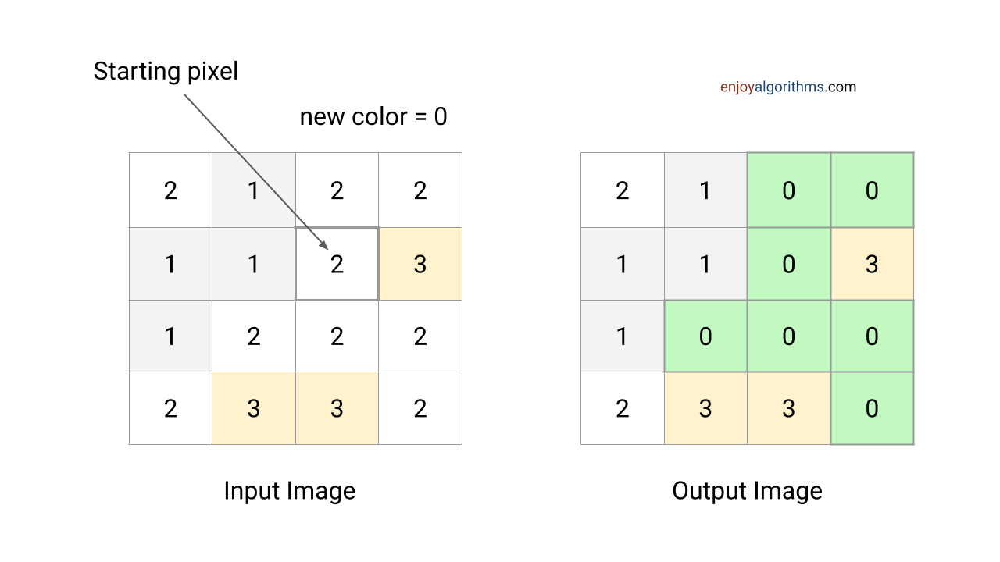 Starting pixel
enjoyalgorithms.com
new color = 0
2 1 2 2
1 1 2 3
1 2 2 2
2 3 3 2
Input Image
2 1 0 0
1 1 0 3
1 0 0 0
2 3 3 0
Output Image